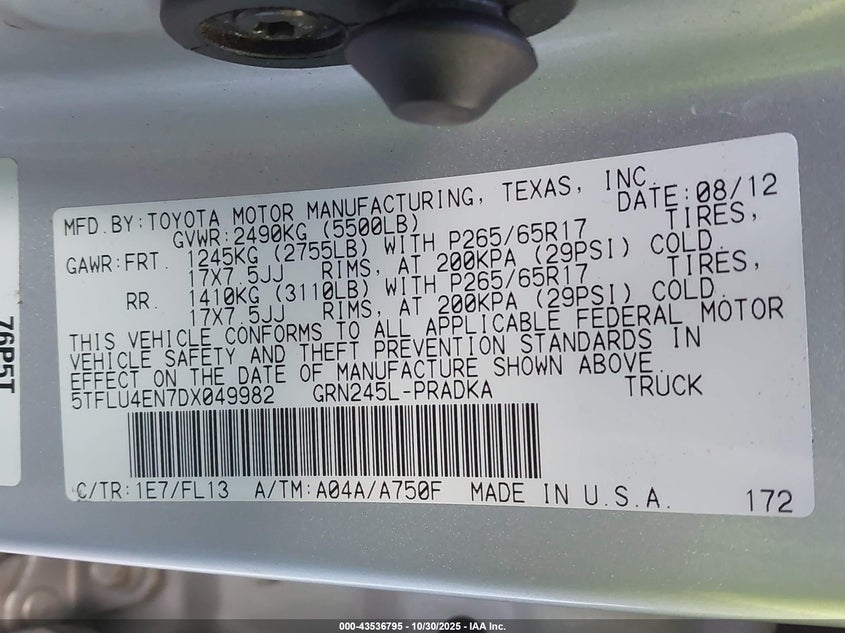 MFD.BY:TOYOTA MOTOR MANUFACTURING, TEXAS, INC. DATE:08/12
GVWR:2490KG (5500LB)
GAWR:FRT. 1245KG (2755LB) WITH P265/65R17 TIRES,
17X7.5JJ RIMS, AT 200KPA (29PSI) COLD.
RR. 1410KG (3110LB) WITH P265/65R17 TIRES,
17X7.5JJ RIMS, AT 200KPA (29PSI) COLD.
THIS VEHICLE CONFORMS TO ALL APPLICABLE FEDERAL MOTOR
VEHICLE SAFETY AND THEFT PREVENTION STANDARDS IN
EFFECT ON THE DATE OF MANUFACTURE SHOWN ABOVE.
5TFLU4EN7DX049982 GRN245L-PRADKA TRUCK
C/TR:1E7/FL13 A/TM:A04A/A750F MADE IN U.S.A. 172
76P5T
000-43536795 - 10/30/2025 - IAA Inc.